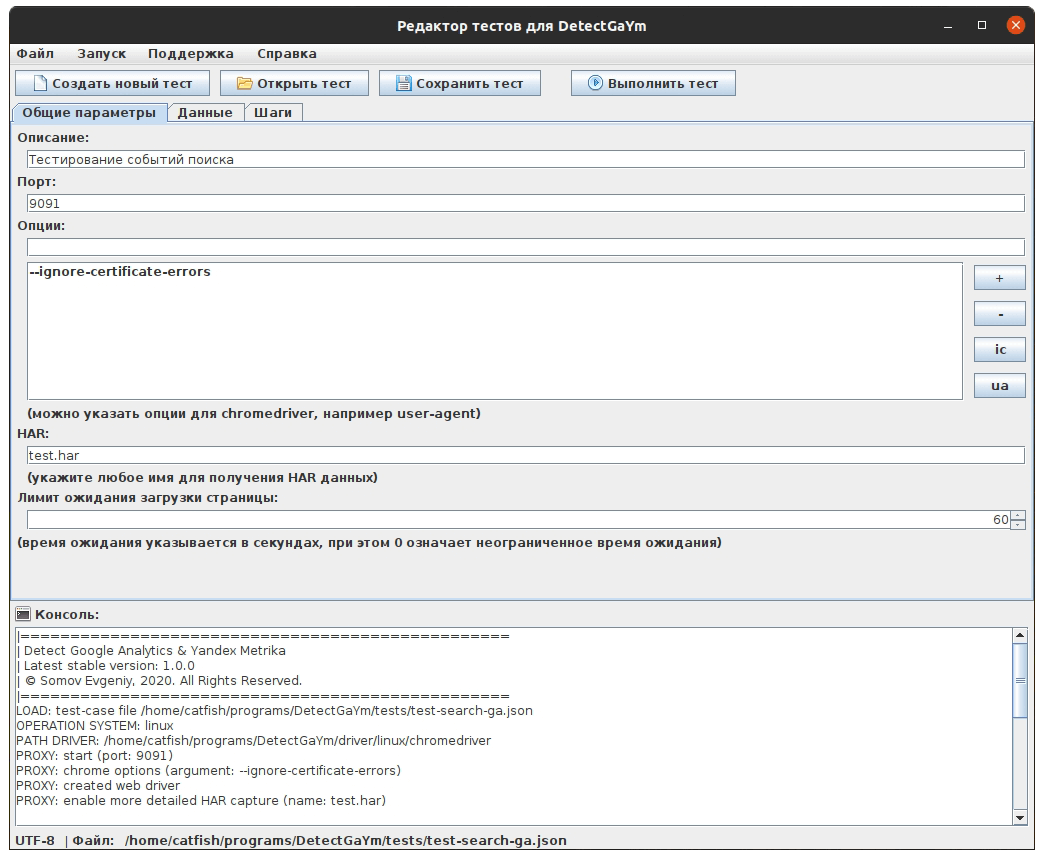 Редактор тестов для DetectGaYm
Файл Запуск Поддержка Справка
Создать новый тест Открыть тест Сохранить тест Выполнить тест
Общие параметры Данные Шаги
Описание:
Тестирование событий поиска
Порт:
9091
Опции:
--ignore-certificate-errors
+
-
ic
ua
(можно указать опции для chromedriver, например user-agent)
HAR:
test.har
(укажите любое имя для получения HAR данных)
Лимит ожидания загрузки страницы:
60
(время ожидания указывается в секундах, при этом 0 означает неограниченное время ожидания)
Консоль:
|=================================================
| Detect Google Analytics & Yandex Metrika
| Latest stable version: 1.0.0
| © Somov Evgeniy, 2020. All Rights Reserved.
|=================================================
LOAD: test-case file /home/catfish/programs/DetectGaYm/tests/test-search-ga.json
OPERATION SYSTEM: linux
PATH DRIVER: /home/catfish/programs/DetectGaYm/driver/linux/chromedriver
PROXY: start (port: 9091)
PROXY: chrome options (argument: --ignore-certificate-errors)
PROXY: created web driver
PROXY: enable more detailed HAR capture (name: test.har)
UTF-8 | Файл: /home/catfish/programs/DetectGaYm/tests/test-search-ga.json